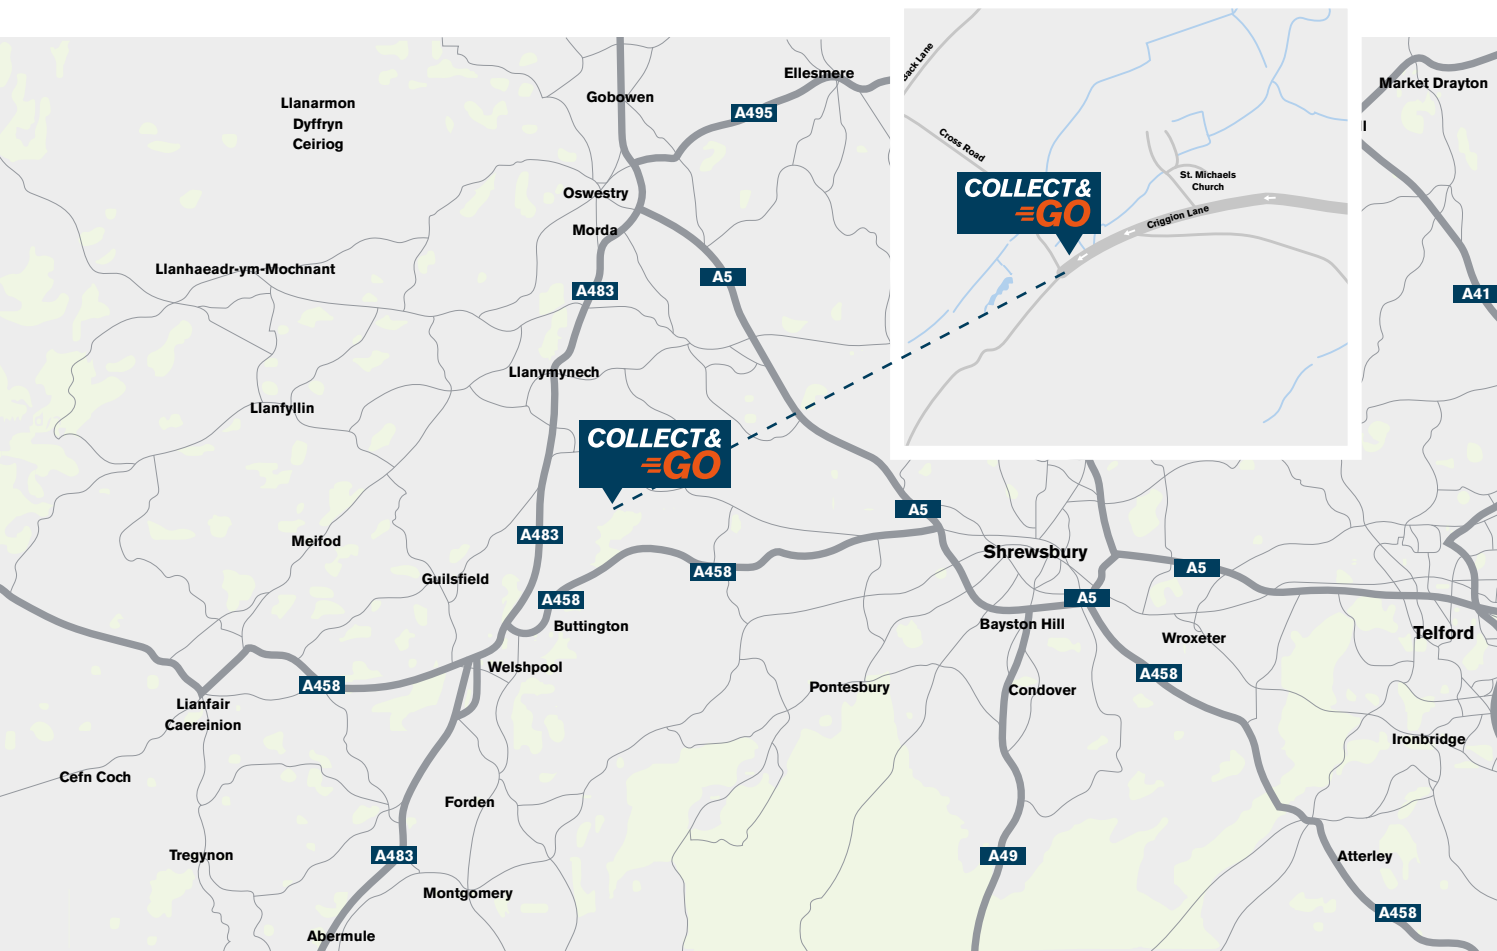 Back Lane
Cross Road
St. Michaels
Church
COLLECT&
GO
Criggion Lane
Ellesmere
Market Drayton
Gobowen
A495
Llanarmon
Dyffryn
Ceiriog
Oswestry
Morda
Llanhaeadr-ym-Mochnant
A5
A483
A41
Llanymynech
Llanfyllin
COLLECT&
GO
A5
A483
Meifod
Shrewsbury
A5
A458
Guilsfield
A458
A5
Buttington
Bayston Hill
Wroxeter
Telford
Welshpool
A458
A458
Pontesbury
Condover
Lianfair
Caereinion
Ironbridge
Cefn Coch
Forden
Tregynon
A483
A49
Atterley
Montgomery
A458
Abermule